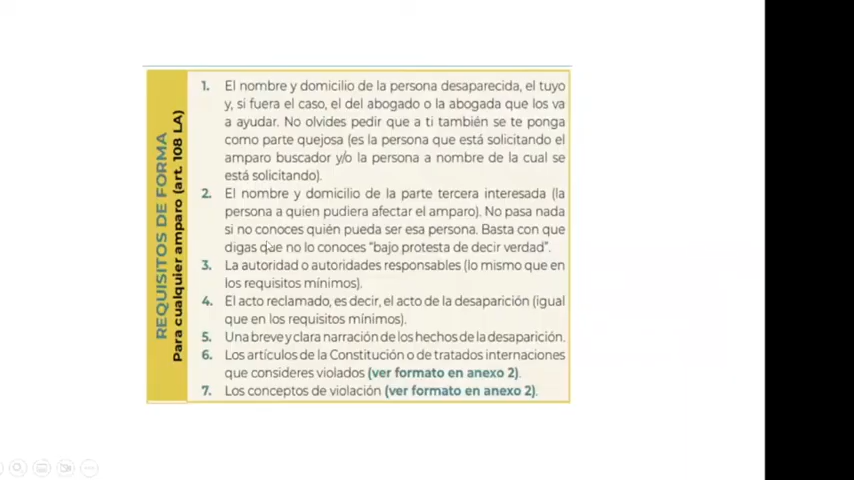 REQUISITOS DE FORMA
Para cualquier amparo (art. 108 LA)
1. El nombre y domicilio de la persona desaparecida, el tuyo
y, si fuera el caso, el del abogado o la abogada que los va
a ayudar. No olvides pedir que a ti también se te ponga
como parte quejosa (es la persona que está solicitando el
amparo buscador y/o la persona a nombre de la cual se
está solicitando).
2. El nombre y domicilio de la parte tercera interesada (la
persona a quien pudiera afectar el amparo). No pasa nada
si no conoces quién pueda ser esa persona. Basta con que
digas que no lo conoces “bajo protesta de decir verdad”.
3. La autoridad o autoridades responsables (lo mismo que en
los requisitos mínimos).
4. El acto reclamado, es decir, el acto de la desaparición (igual
que en los requisitos mínimos).
5. Una breve y clara narración de los hechos de la desaparición.
6. Los artículos de la Constitución o de tratados internaciones
que consideres violados (ver formato en anexo 2).
7. Los conceptos de violación (ver formato en anexo 2).